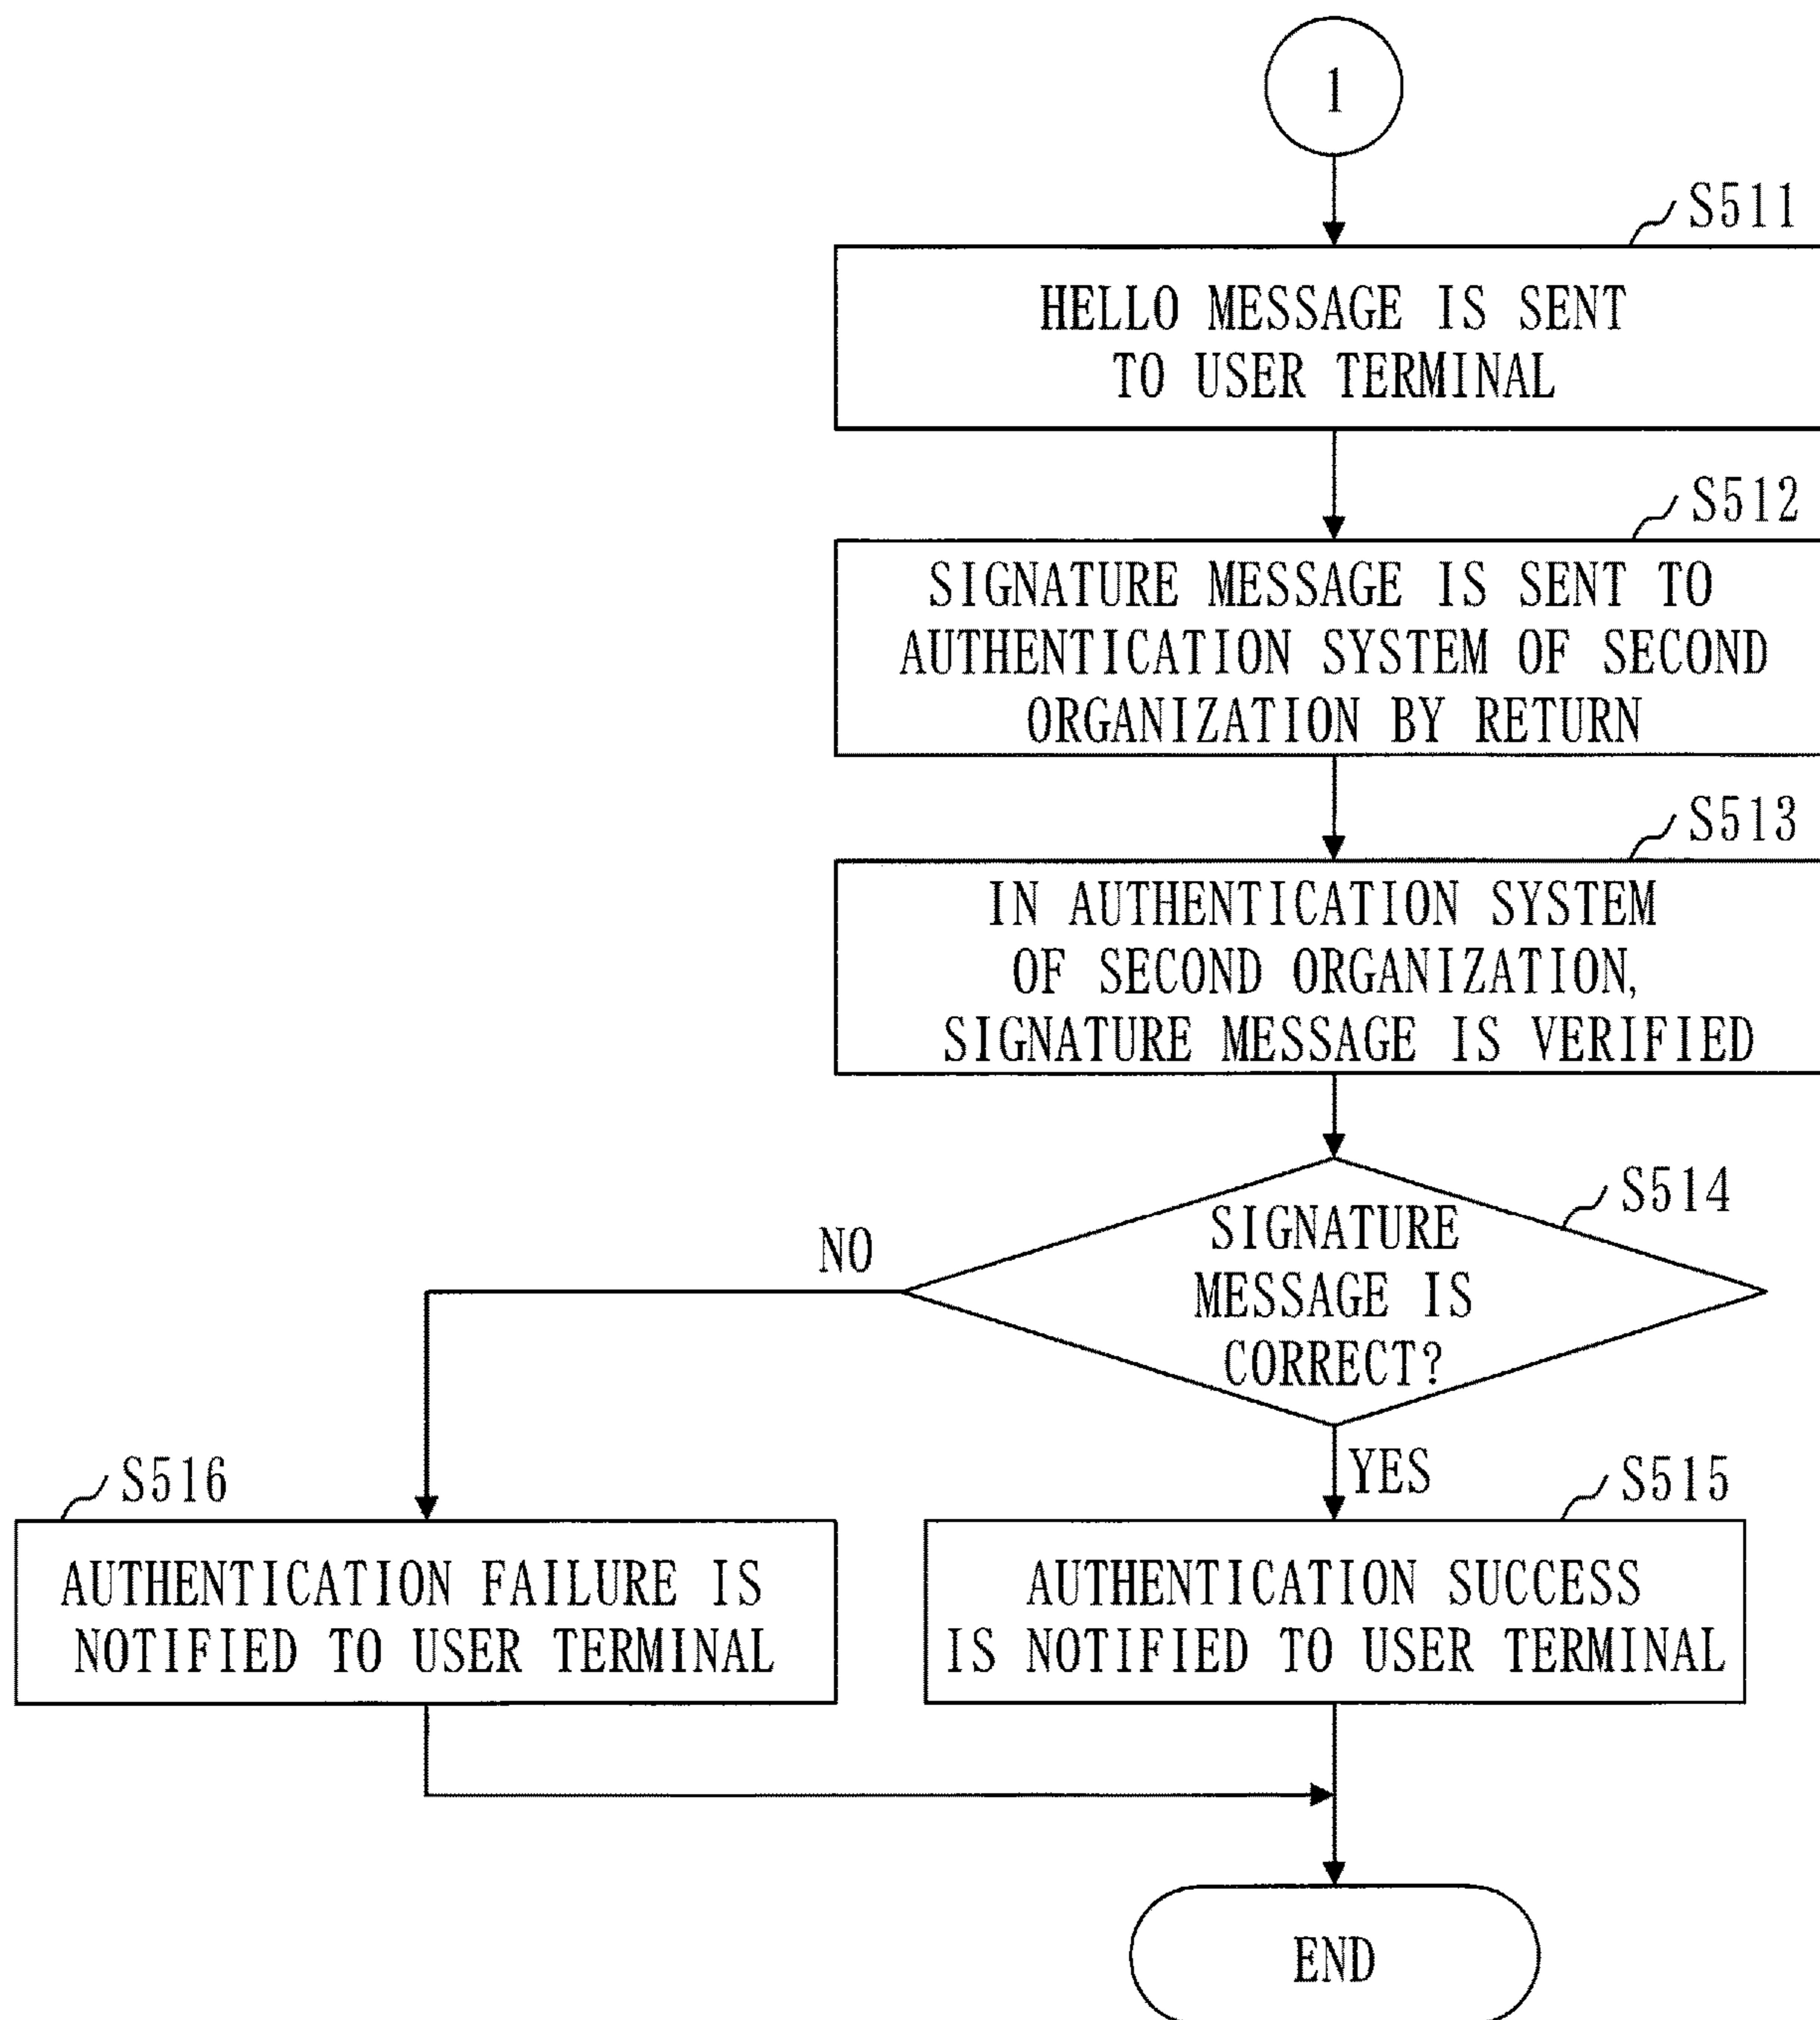 1
S511
HELLO MESSAGE IS SENT
TO USER TERMINAL
S512
SIGNATURE MESSAGE IS SENT TO
AUTHENTICATION SYSTEM OF SECOND
ORGANIZATION BY RETURN
S513
IN AUTHENTICATION SYSTEM
OF SECOND ORGANIZATION,
SIGNATURE MESSAGE IS VERIFIED
S514
SIGNATURE
MESSAGE IS
CORRECT?
NO
YES
S516
AUTHENTICATION FAILURE IS
NOTIFIED TO USER TERMINAL
S515
AUTHENTICATION SUCCESS
IS NOTIFIED TO USER TERMINAL
END